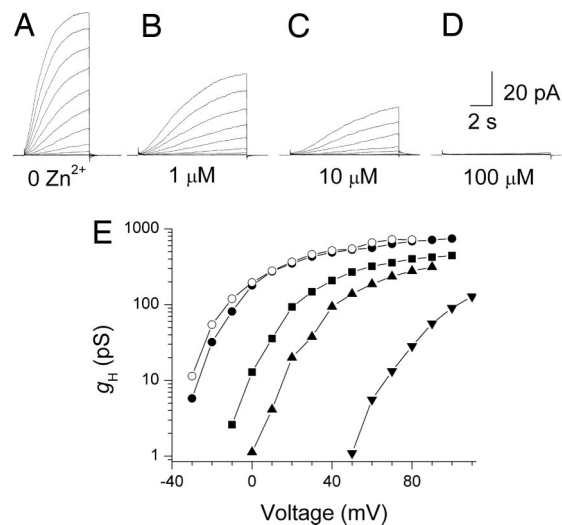 A
B
C
D
20 pA
2 s
0 Zn²⁺
1 μM
10 μM
100 μM
E
1000
100
10
1
gH (pS)
-40
0
40
80
Voltage (mV)